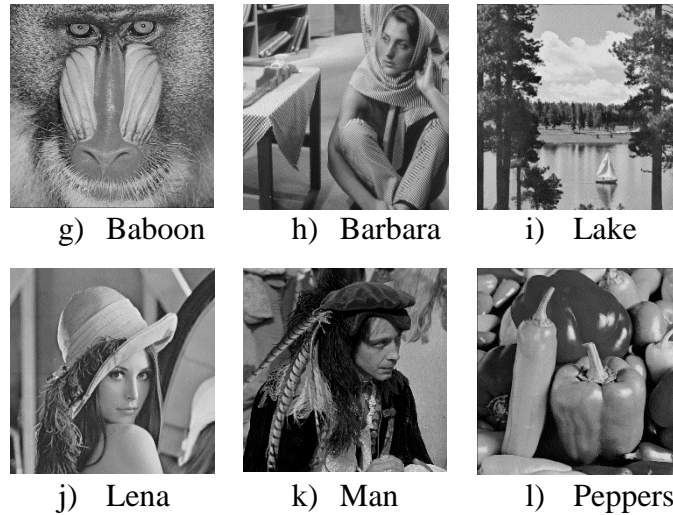 g) Baboon
h) Barbara
i) Lake
j) Lena
k) Man
l) Peppers